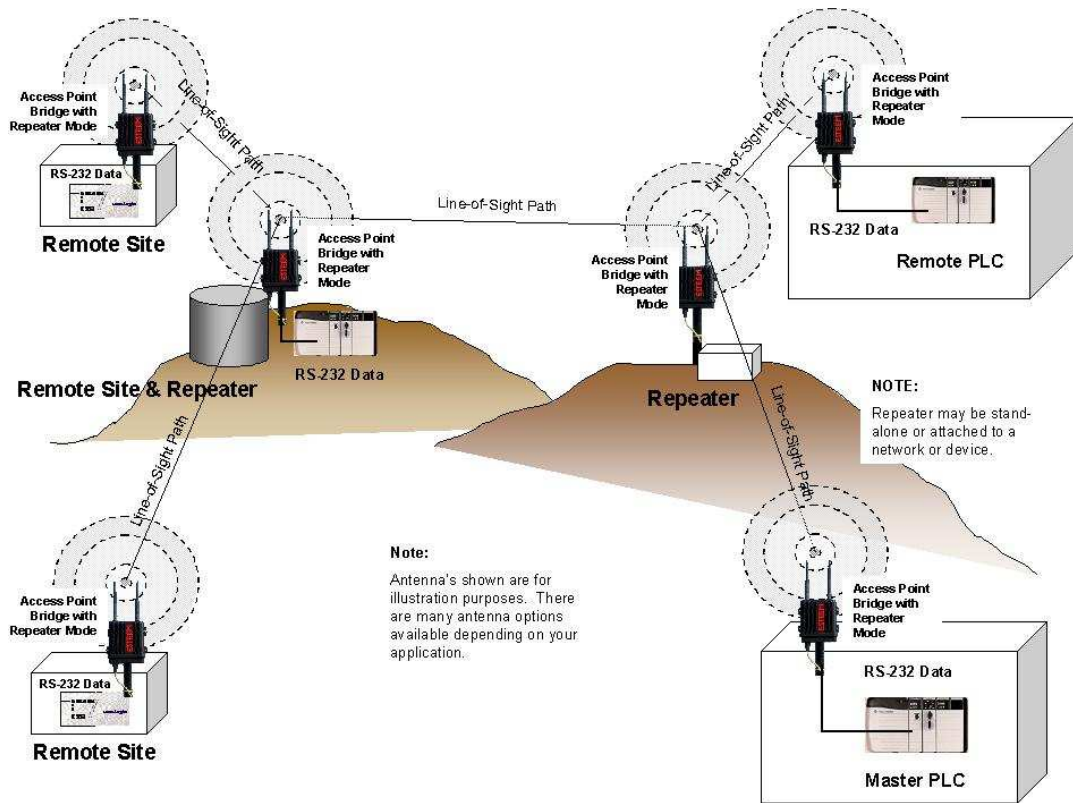 Access Point
Bridge with
Repeater Mode
RS-232 Data
Remote Site
Line-of-Sight Path
Access Point
Bridge with
Repeater
Mode
RS-232 Data
Remote Site & Repeater
Line-of-Sight Path
Access Point
Bridge with
Repeater
Mode
ESTEEM
Repeater
Line-of-Sight Path
Access Point
Bridge with
Repeater
Mode
ESTEEM
RS-232 Data
Remote PLC
NOTE:
Repeater may be stand-
alone or attached to a
network or device.
Line-of-Sight Path
Line-of-Sight Path
Access Point
Bridge with
Repeater Mode
ESTEEM
RS-232 Data
Remote Site
Note:
Antenna's shown are for
illustration purposes. There
are many antenna options
available depending on your
application.
Access Point
Bridge with
Repeater
Mode
ESTEEM
RS-232 Data
Master PLC